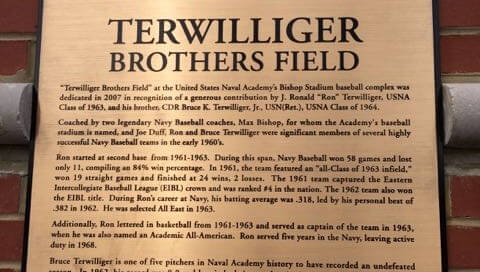 TERWILLIGER
BROTHERS FIELD
"Terwilliger Brothers Field" at the United States Naval Academy's Bishop Stadium baseball complex was
dedicated in 2007 in recognition of a generous contribution by J. Ronald "Ron" Terwilliger, USNA
Class of 1963, and his brother, CDR Bruce K. Terwilliger, Jr., USN(Ret.), USNA Class of 1964.
Coached by two legendary Navy Baseball coaches, Max Bishop, for whom the Academy's baseball
stadium is named, and Joe Duff, Ron and Bruce Terwilliger were significant members of several highly
successful Navy Baseball teams in the early 1960's.
Ron started at second base from 1961-1963. During this span, Navy Baseball won 58 games and lost
only 11, compiling an 84% win percentage. In 1961, the team featured an "all-Class of 1963 infield,"
won 19 straight games and finished at 24 wins, 2 losses. The 1961 team captured the Eastern
Intercollegiate Baseball League (EIBL) crown and was ranked #4 in the nation. The 1962 team also won
the EIBL title. During Ron's career at Navy, his batting average was .318, led by his personal best of
.382 in 1962. He was selected All East in 1963.
Additionally, Ron lettered in basketball from 1961-1963 and served as captain of the team in 1963,
when he was also named an Academic All-American. Ron served five years in the Navy, leaving active
duty in 1968.
Bruce Terwilliger is one of five pitchers in Naval Academy history to have recorded an undefeated